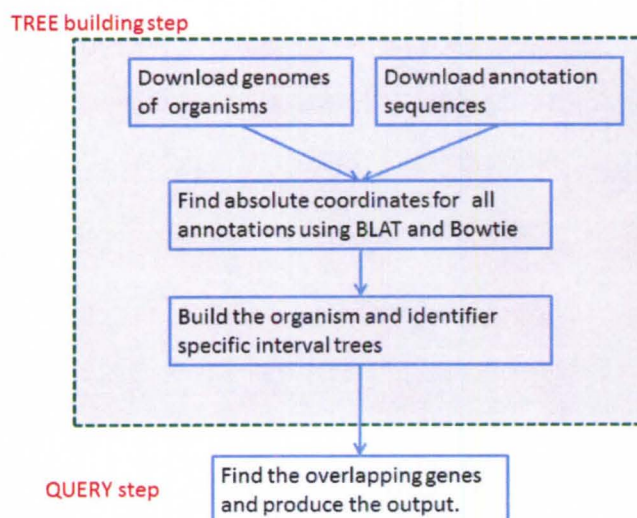 TREE building step
Download genomes
of organisms
Download annotation
sequences
Find absolute coordinates for all
annotations using BLAT and Bowtie
Build the organism and identifier
specific interval trees
QUERY step
Find the overlapping genes
and produce the output.